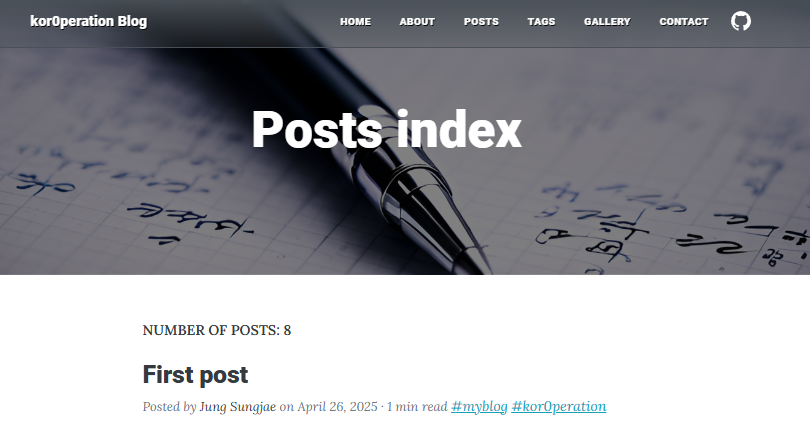 kor0peration Blog
HOME ABOUT POSTS TAGS GALLERY CONTACT
Posts index
NUMBER OF POSTS: 8
First post
Posted by Jung Sungjae on April 26, 2025 · 1 min read #myblog #kor0peration